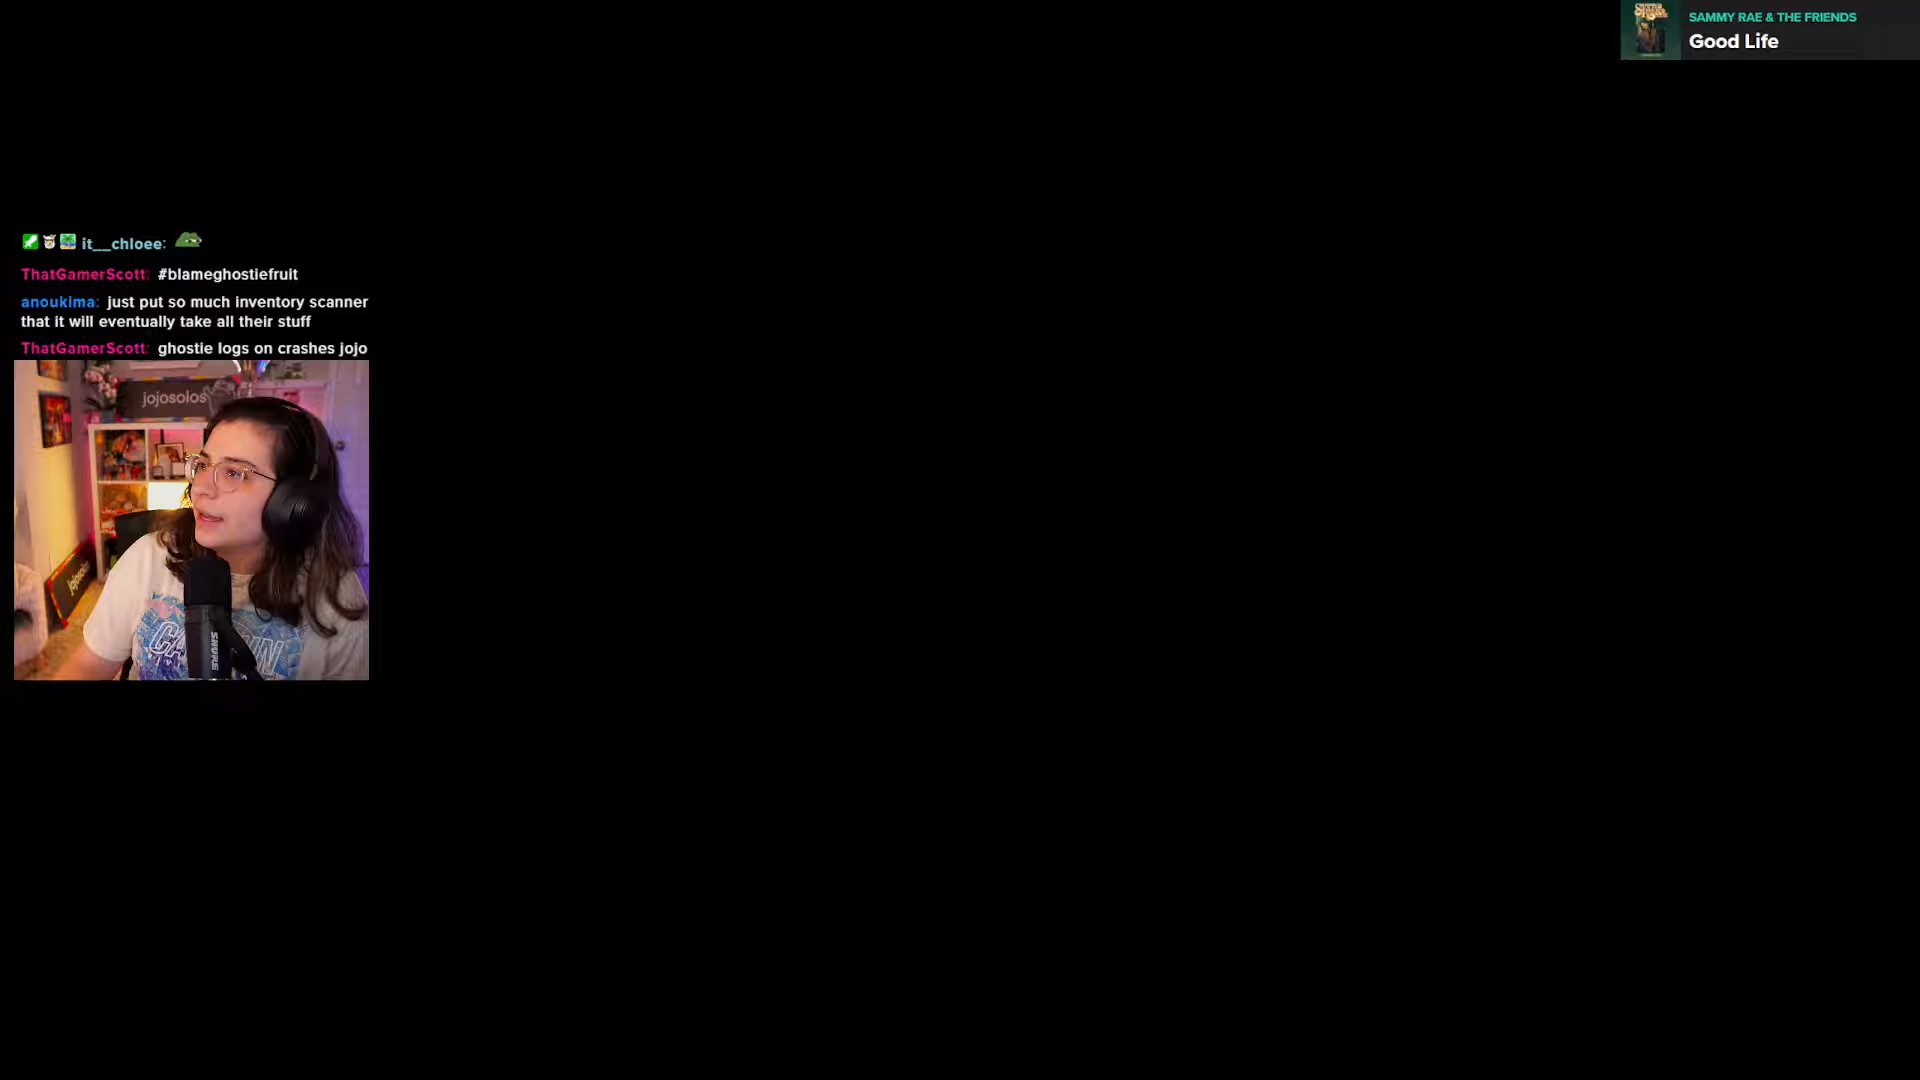 SAMMY RAE & THE FRIENDS
Good Life
it__chloee:
ThatGamerScott: #blameghostiefruit
anoukima: just put so much inventory scanner
that it will eventually take all their stuff
ThatGamerScott: ghostie logs on crashes jojo
jojosolos
jojosolos
SHURE